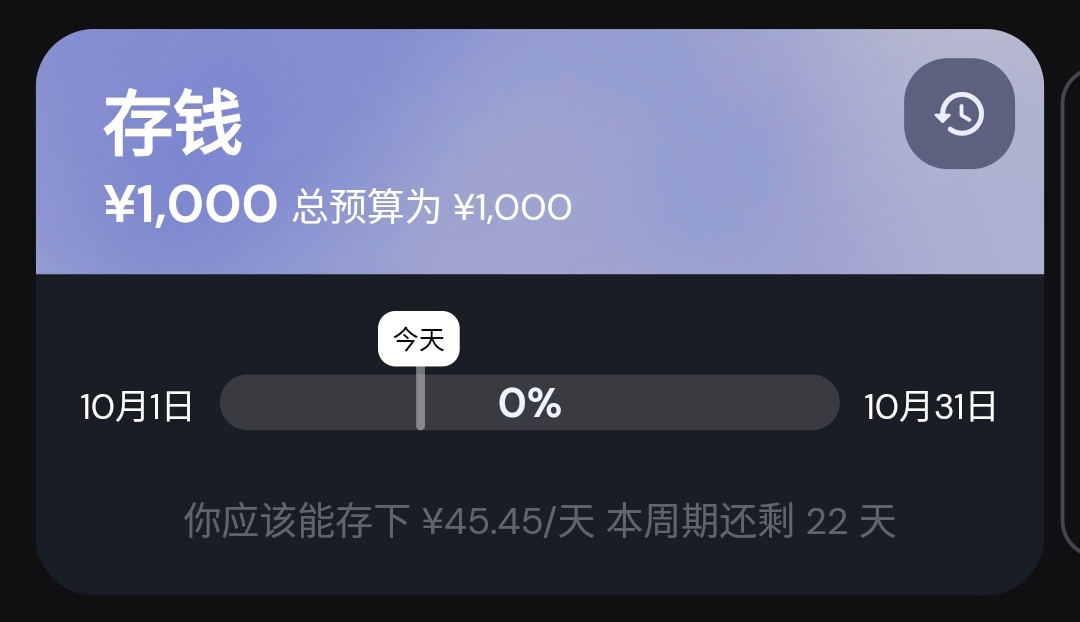 存钱
¥1,000 总预算为 ¥1,000
今天
10月1日 0% 10月31日
你应该能存下 ¥45.45/天 本周期还剩 22 天